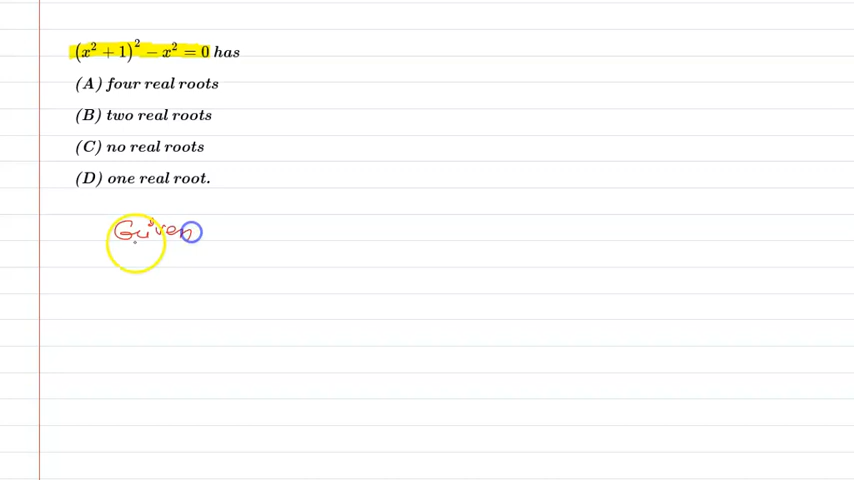 (x² + 1)² − x² = 0 has
(A) four real roots
(B) two real roots
(C) no real roots
(D) one real root.
Given